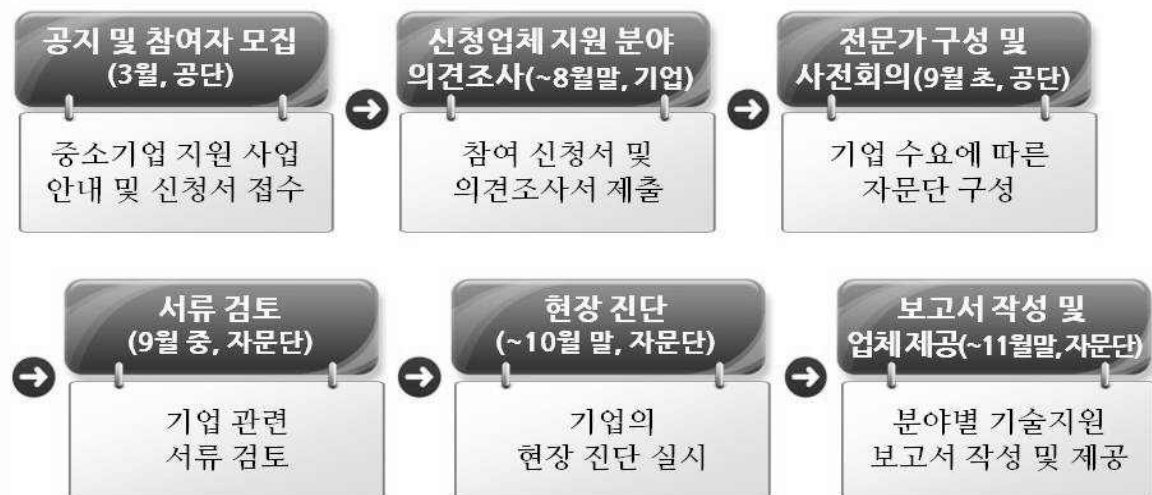 공지 및 참여자 모집
(3월, 공단)
중소기업 지원 사업
안내 및 신청서 접수
신청업체 지원 분야
의견조사(~8월말, 기업)
참여 신청서 및
의견조사서 제출
전문가 구성 및
사전회의(9월 초, 공단)
기업 수요에 따른
자문단 구성
서류 검토
(9월 중, 자문단)
기업 관련
서류 검토
현장 진단
(~10월 말, 자문단)
기업의
현장 진단 실시
보고서 작성 및
업체 제공(~11월말, 자문단)
분야별 기술지원
보고서 작성 및 제공